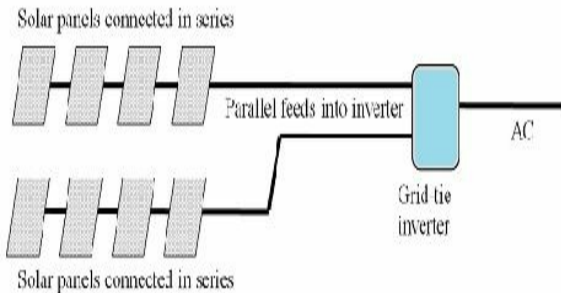 Solar panels connected in series
Parallel feeds into inverter
AC
Grid-tie
inverter
Solar panels connected in series